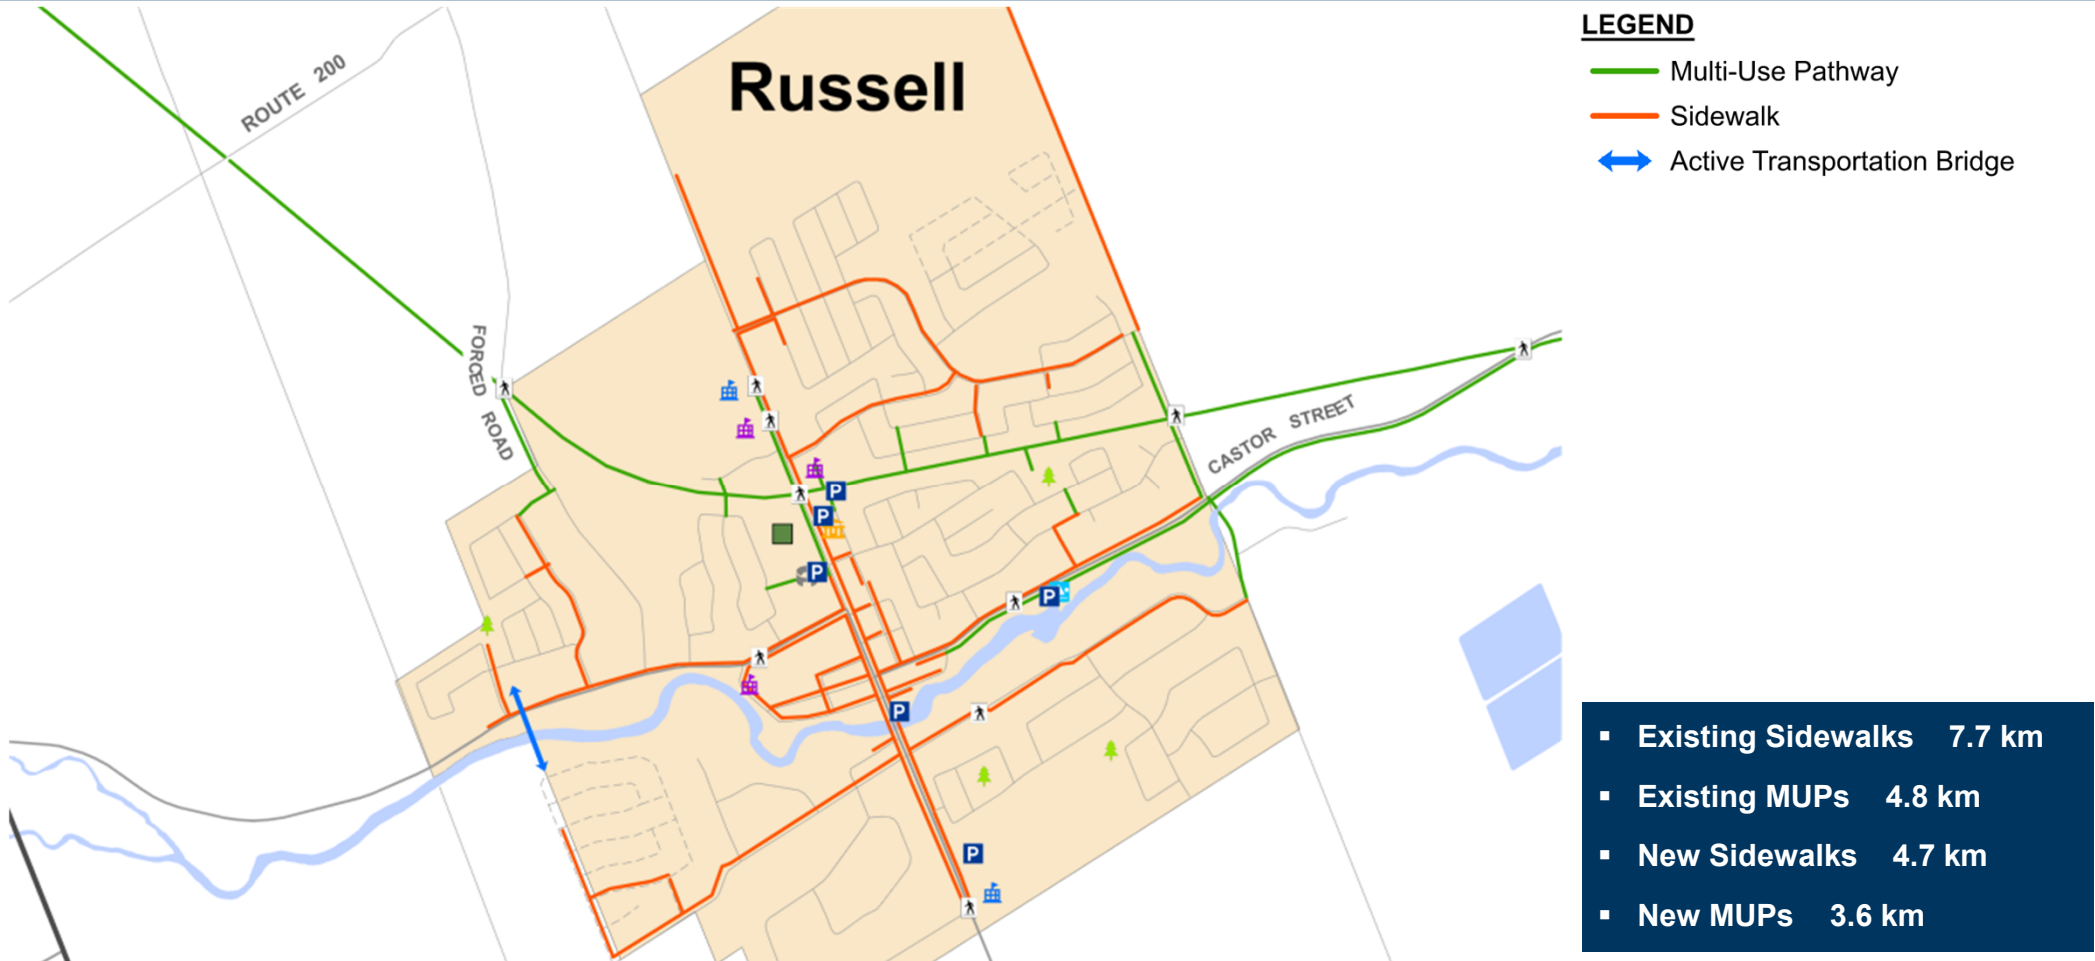 Russell
ROUTE 200
FORCED ROAD
CASTOR STREET
P
P
P
P
P
P
LEGEND
Multi-Use Pathway
Sidewalk
Active Transportation Bridge
▪ Existing Sidewalks 7.7 km
▪ Existing MUPs 4.8 km
▪ New Sidewalks 4.7 km
▪ New MUPs 3.6 km